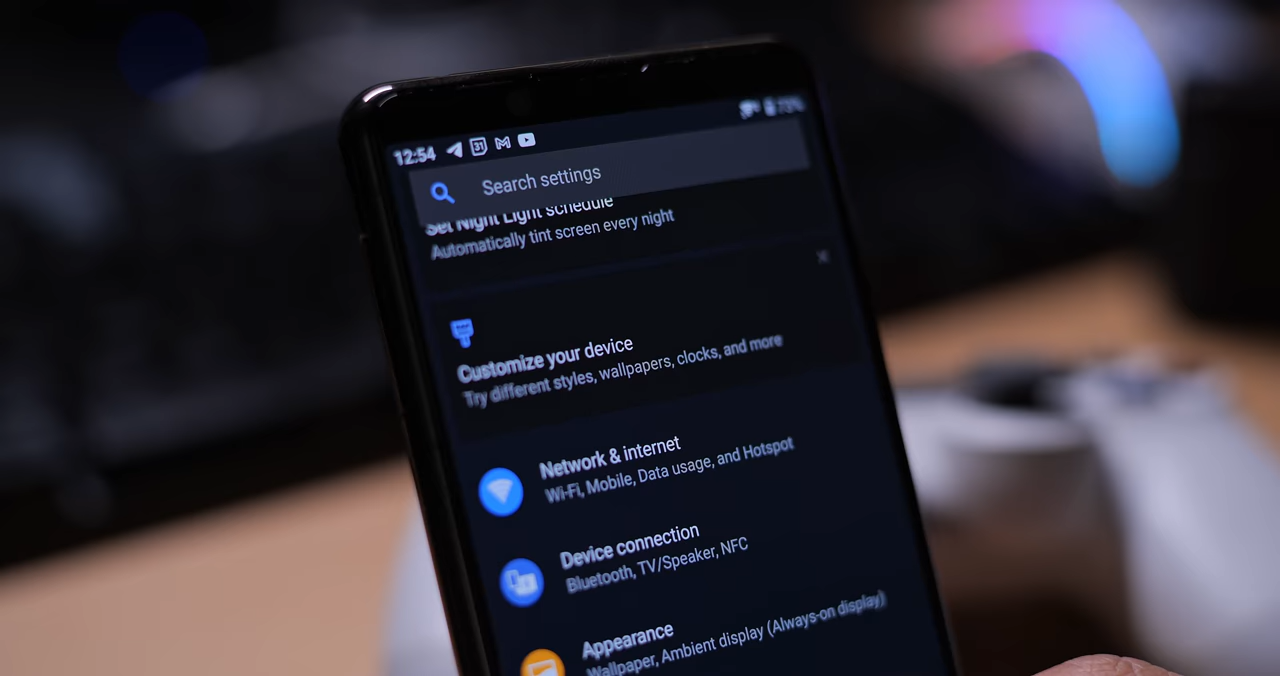 12:54 31 73%
Search settings
Set Night Light schedule
Automatically tint screen every night
Customize your device
Try different styles, wallpapers, clocks, and more
Network & internet
Wi-Fi, Mobile, Data usage, and Hotspot
Device connection
Bluetooth, TV/Speaker, NFC
Appearance
Wallpaper, Ambient display (Always-on display)